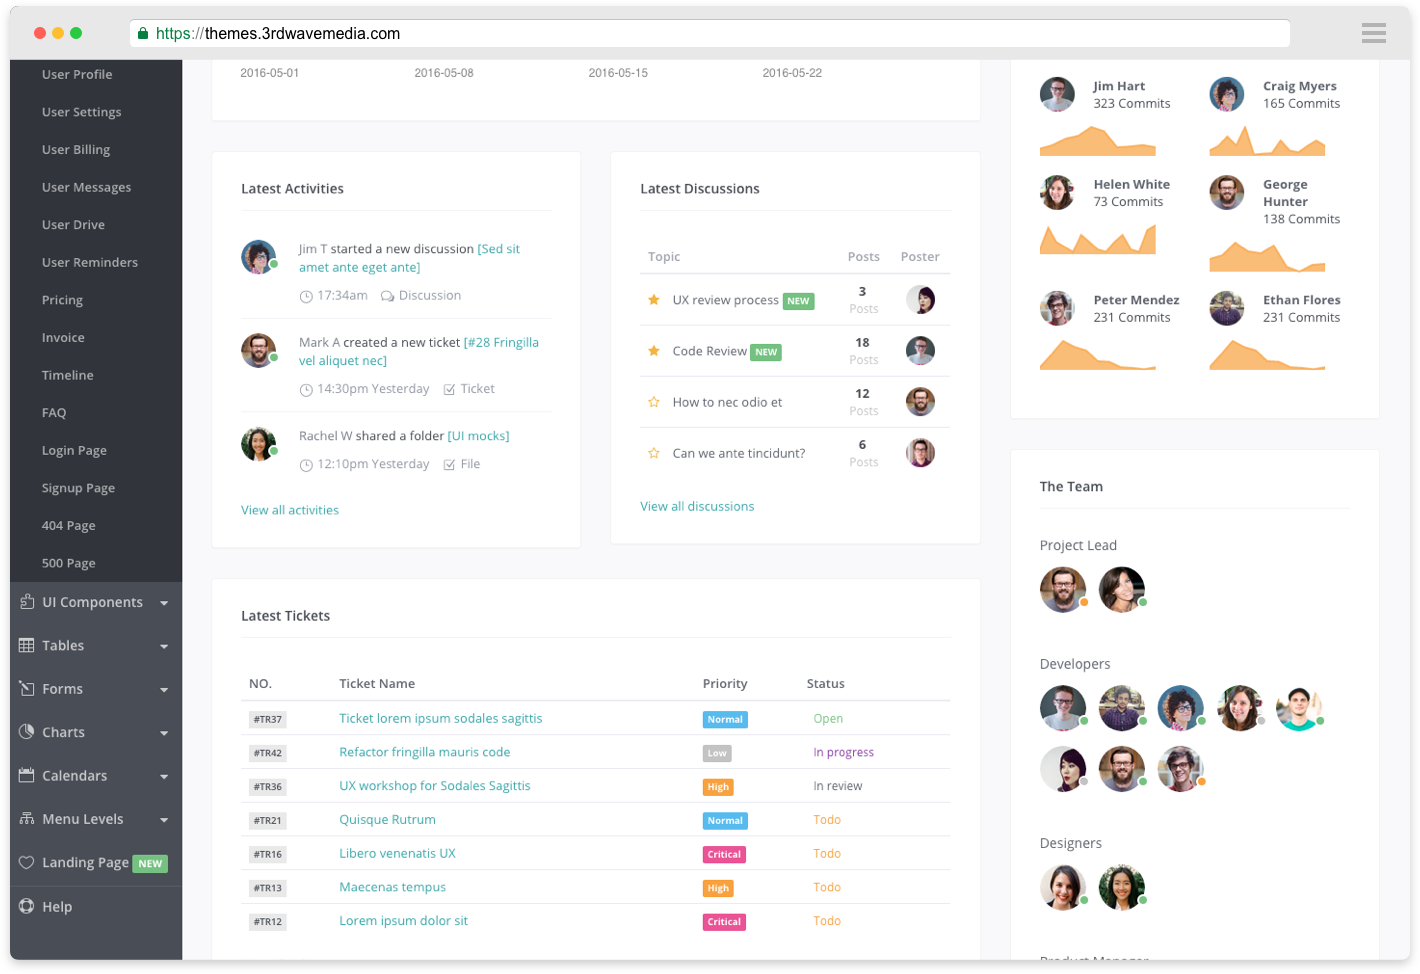 https://themes.3rdwavemedia.com
User Profile
User Settings
User Billing
User Messages
User Drive
User Reminders
Pricing
Invoice
Timeline
FAQ
Login Page
Signup Page
404 Page
500 Page
UI Components
Tables
Forms
Charts
Calendars
Menu Levels
Landing Page NEW
Help
2016-05-01 2016-05-08 2016-05-15 2016-05-22
Latest Activities
Jim T started a new discussion [Sed sit
amet ante eget ante]
17:34am Discussion
Mark A created a new ticket [#28 Fringilla
vel aliquet nec]
14:30pm Yesterday Ticket
Rachel W shared a folder [UI mocks]
12:10pm Yesterday File
View all activities
Latest Discussions
Topic Posts Poster
UX review process NEW 3
Posts
Code Review NEW 18
Posts
How to nec odio et 12
Posts
Can we ante tincidunt? 6
Posts
View all discussions
Latest Tickets
NO. Ticket Name Priority Status
#TR37 Ticket lorem ipsum sodales sagittis Normal Open
#TR42 Refactor fringilla mauris code Low In progress
#TR36 UX workshop for Sodales Sagittis High In review
#TR21 Quisque Rutrum Normal Todo
#TR16 Libero venenatis UX Critical Todo
#TR13 Maecenas tempus High Todo
#TR12 Lorem ipsum dolor sit Critical Todo
Jim Hart
323 Commits
Craig Myers
165 Commits
Helen White
73 Commits
George
Hunter
138 Commits
Peter Mendez
231 Commits
Ethan Flores
231 Commits
The Team
Project Lead
Developers
Designers
Product Manager